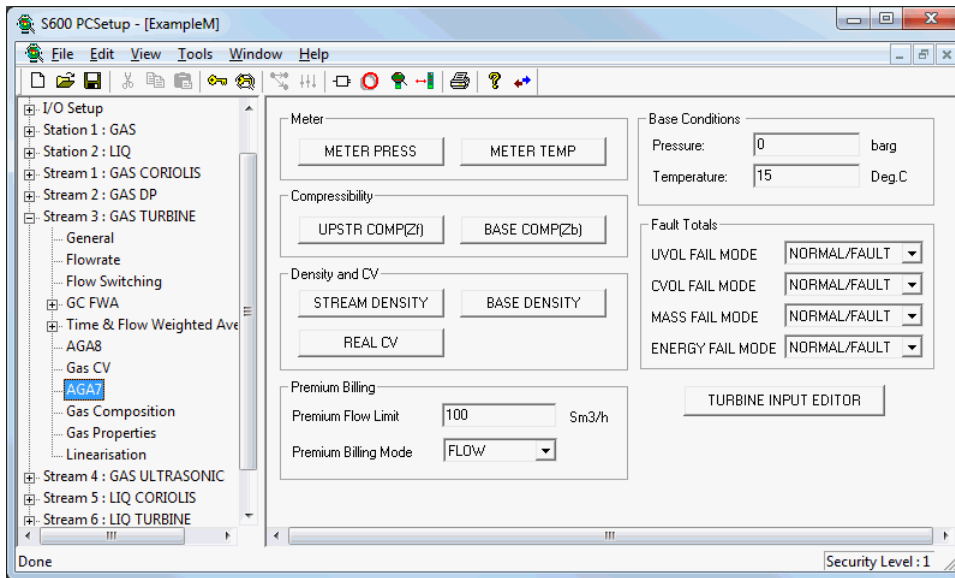 S600 PCSetup - [ExampleM]
File Edit View Tools Window Help
I/O Setup
Station 1 : GAS
Station 2 : LIQ
Stream 1 : GAS CORIOLIS
Stream 2 : GAS DP
Stream 3 : GAS TURBINE
General
Flowrate
Flow Switching
GC FWA
Time & Flow Weighted Ave
AGA8
Gas CV
AGA7
Gas Composition
Gas Properties
Linearisation
Stream 4 : GAS ULTRASONIC
Stream 5 : LIQ CORIOLIS
Stream 6 : LIQ TURBINE
Meter
METER PRESS METER TEMP
Compressibility
UPSTR COMP(Zf) BASE COMP(Zb)
Density and CV
STREAM DENSITY BASE DENSITY
REAL CV
Premium Billing
Premium Flow Limit 100 Sm3/h
Premium Billing Mode FLOW
Base Conditions
Pressure: 0 barg
Temperature: 15 Deg.C
Fault Totals
UVOL FAIL MODE NORMAL/FAULT
CVOL FAIL MODE NORMAL/FAULT
MASS FAIL MODE NORMAL/FAULT
ENERGY FAIL MODE NORMAL/FAULT
TURBINE INPUT EDITOR
Done Security Level : 1